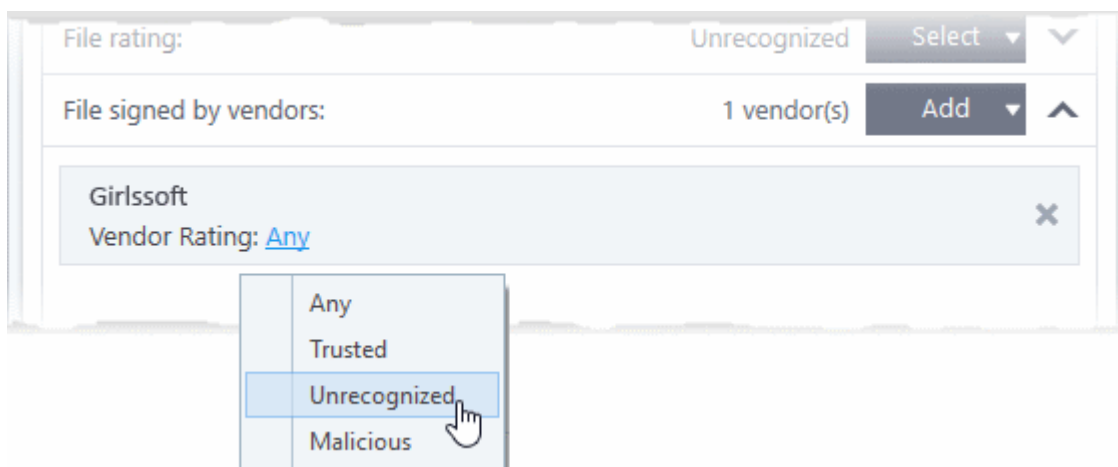 File rating: Unrecognized Select
File signed by vendors: 1 vendor(s) Add
Girlssoft
Vendor Rating: Any
Any
Trusted
Unrecognized
Malicious